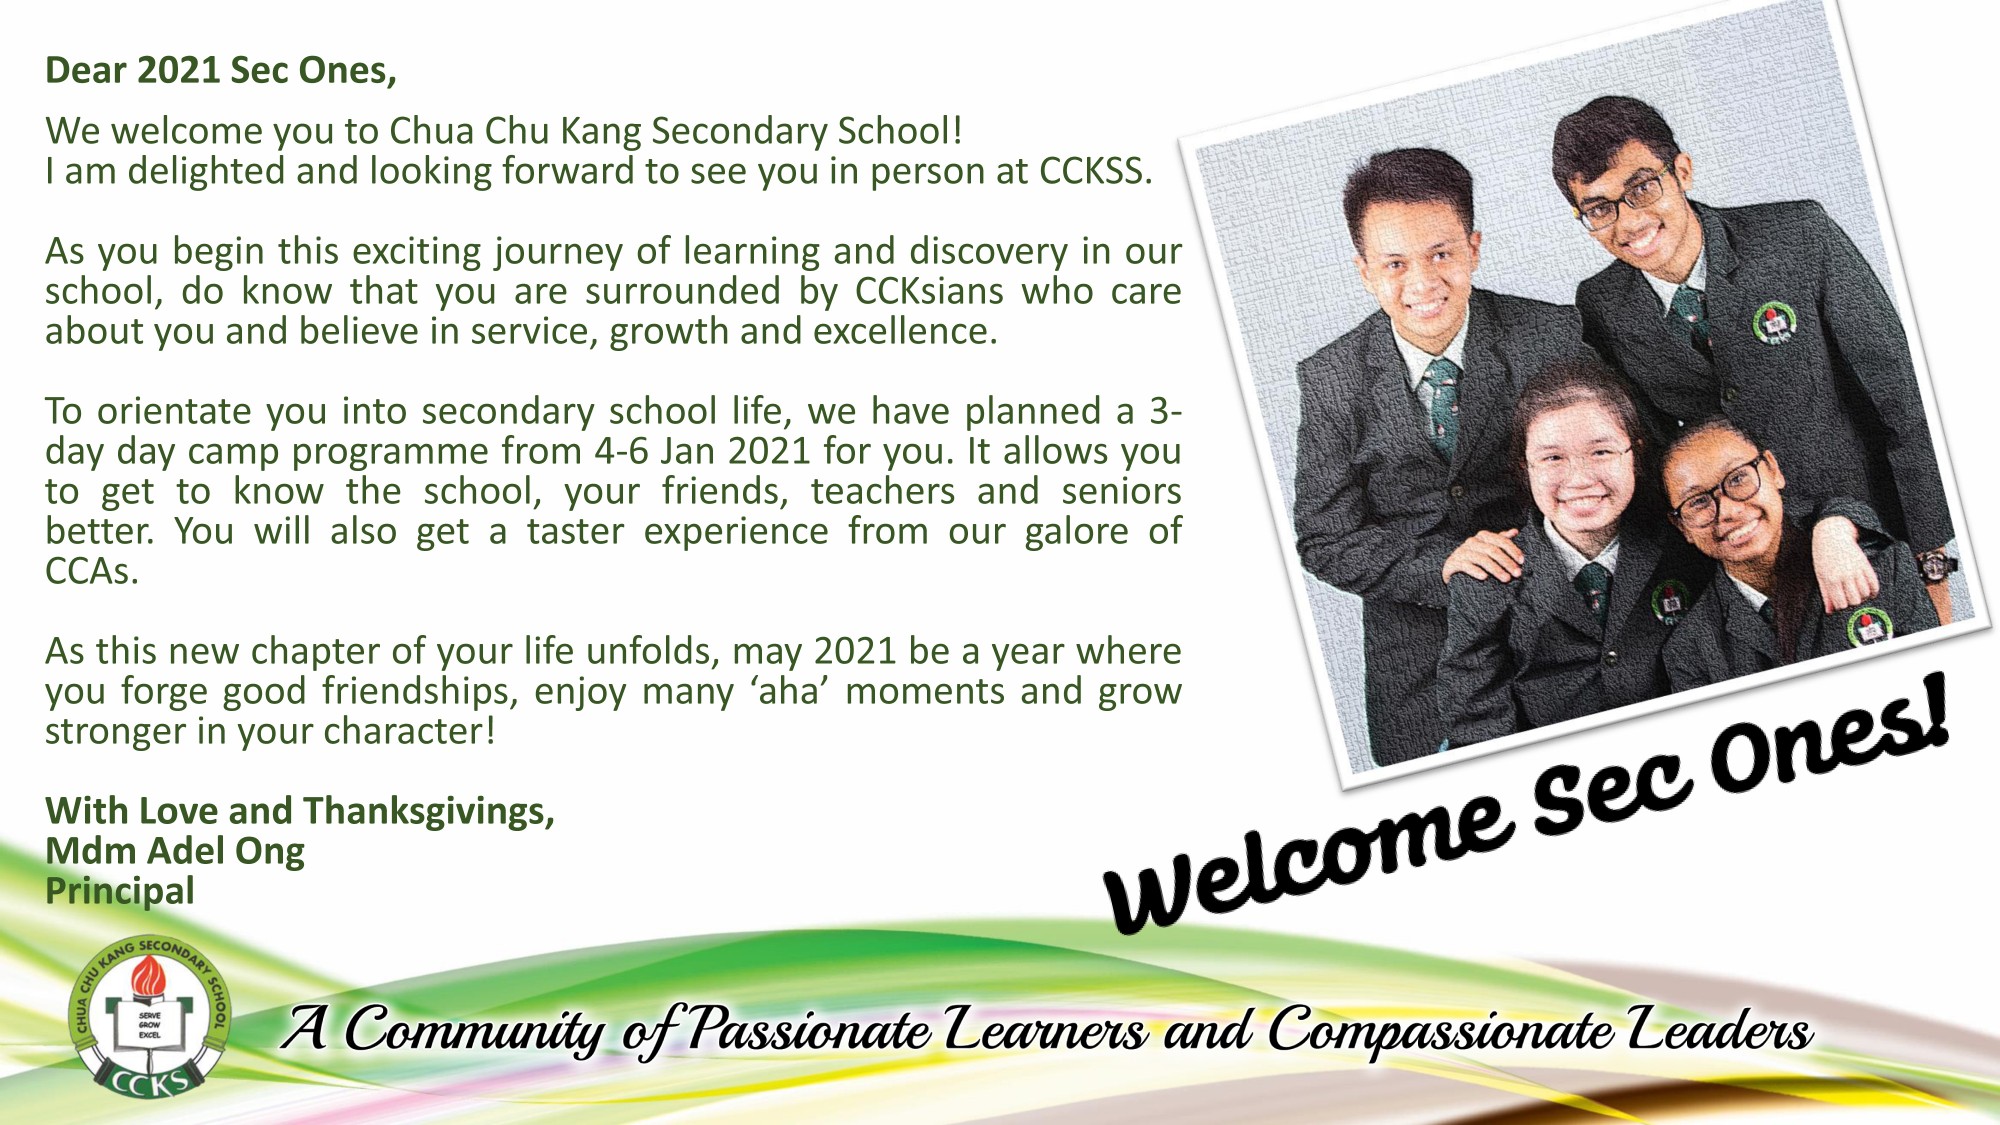 Dear 2021 Sec Ones,
We welcome you to Chua Chu Kang Secondary School!
I am delighted and looking forward to see you in person at CCKSS.
As you begin this exciting journey of learning and discovery in our
school, do know that you are surrounded by CCKsians who care
about you and believe in service, growth and excellence.
To orientate you into secondary school life, we have planned a 3-
day day camp programme from 4-6 Jan 2021 for you. It allows you
to get to know the school, your friends, teachers and seniors
better. You will also get a taster experience from our galore of
CCAs.
As this new chapter of your life unfolds, may 2021 be a year where
you forge good friendships, enjoy many ‘aha’ moments and grow
stronger in your character!
With Love and Thanksgivings,
Mdm Adel Ong
Principal
Welcome Sec Ones!
CHUA CHU KANG SECONDARY SCHOOL
SERVE
GROW
EXCEL
CCKS
A Community of Passionate Learners and Compassionate Leaders